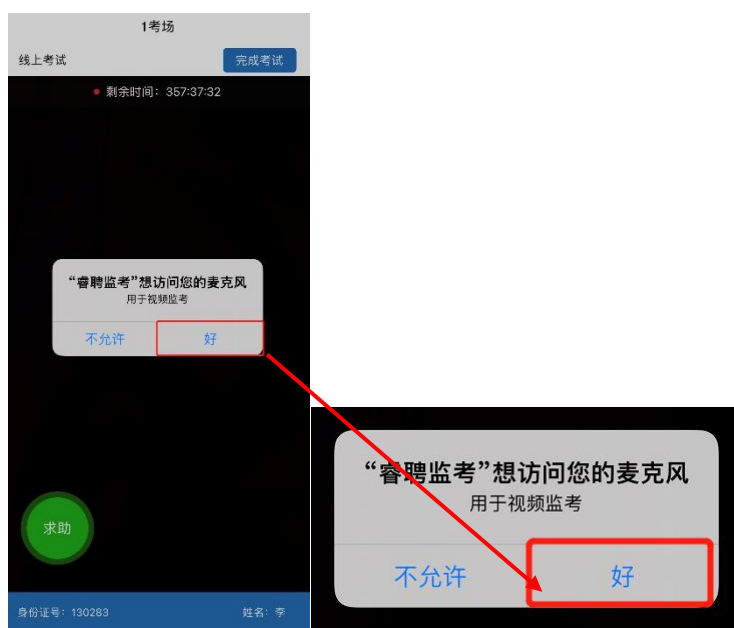 1考场
线上考试
完成考试
剩余时间：357:37:32
“睿聘监考”想访问您的麦克风
用于视频监考
不允许
好
求助
身份证号：130283
姓名：李
“睿聘监考”想访问您的麦克风
用于视频监考
不允许
好